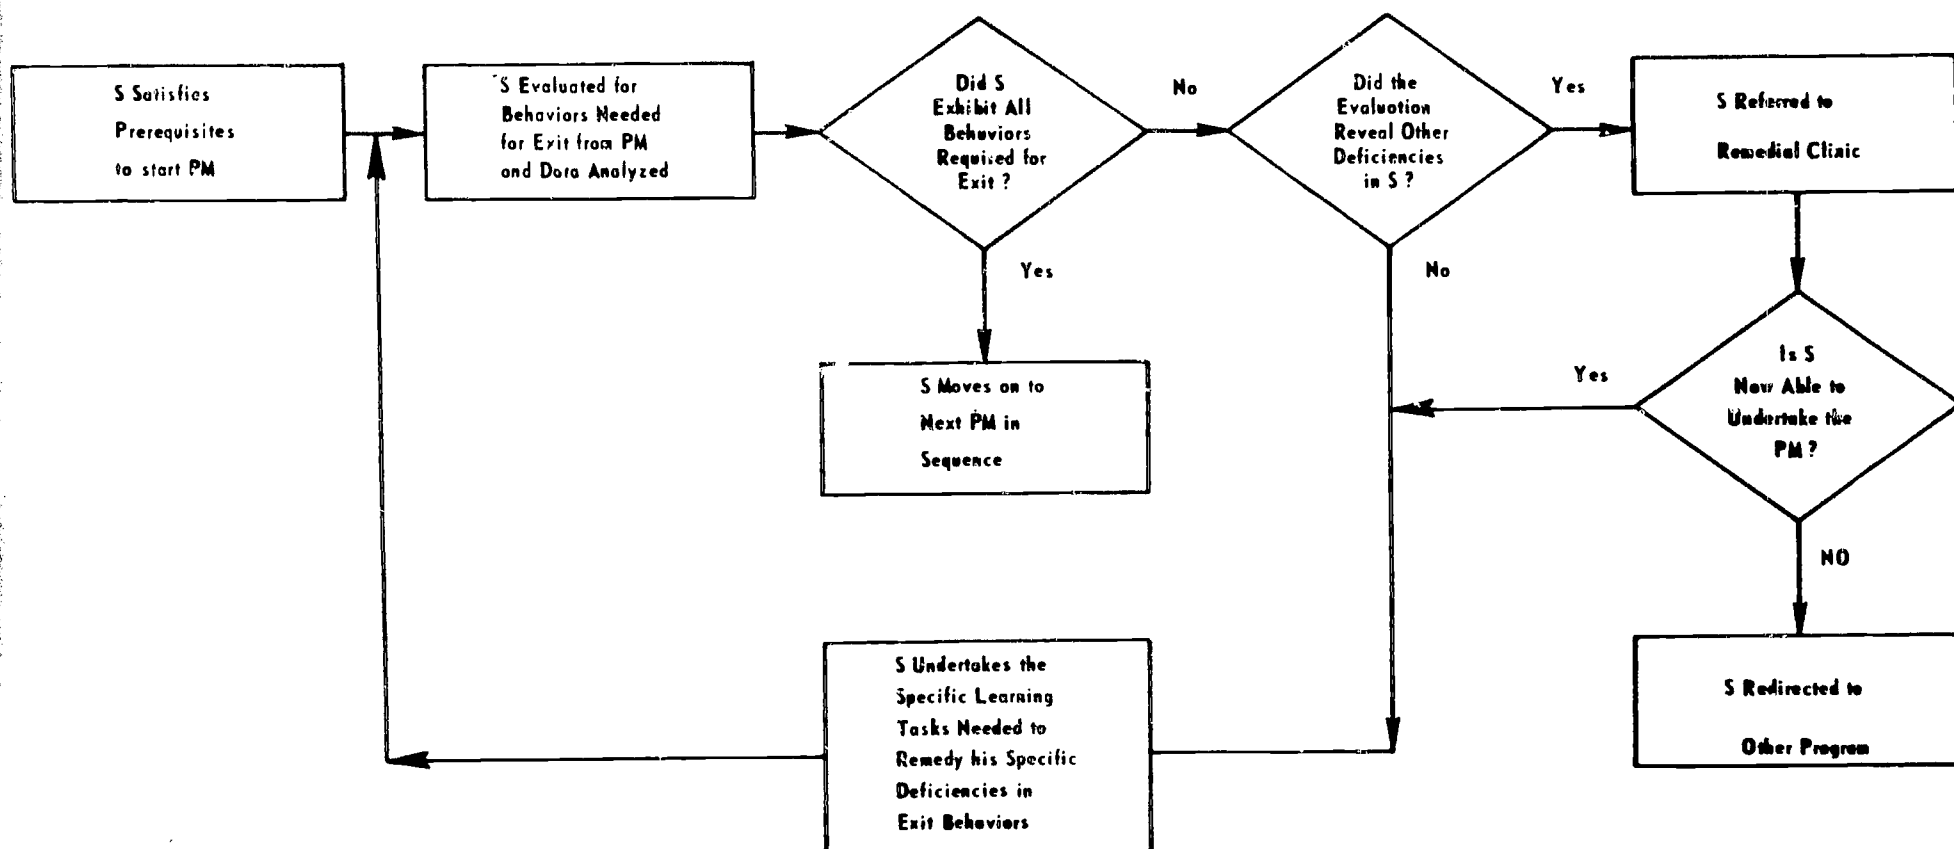 S Satisfies
Prerequisites
to start PM
S Evaluated for
Behaviors Needed
for Exit from PM
and Data Analyzed
Did S
Exhibit All
Behaviors
Required for
Exit ?
No
Yes
S Moves on to
Next PM in
Sequence
Did the
Evaluation
Reveal Other
Deficiencies
in S ?
Yes
No
S Referred to
Remedial Clinic
Is S
Now Able to
Undertake the
PM ?
Yes
NO
S Redirected to
Other Program
S Undertakes the
Specific Learning
Tasks Needed to
Remedy his Specific
Deficiencies in
Exit Behaviors